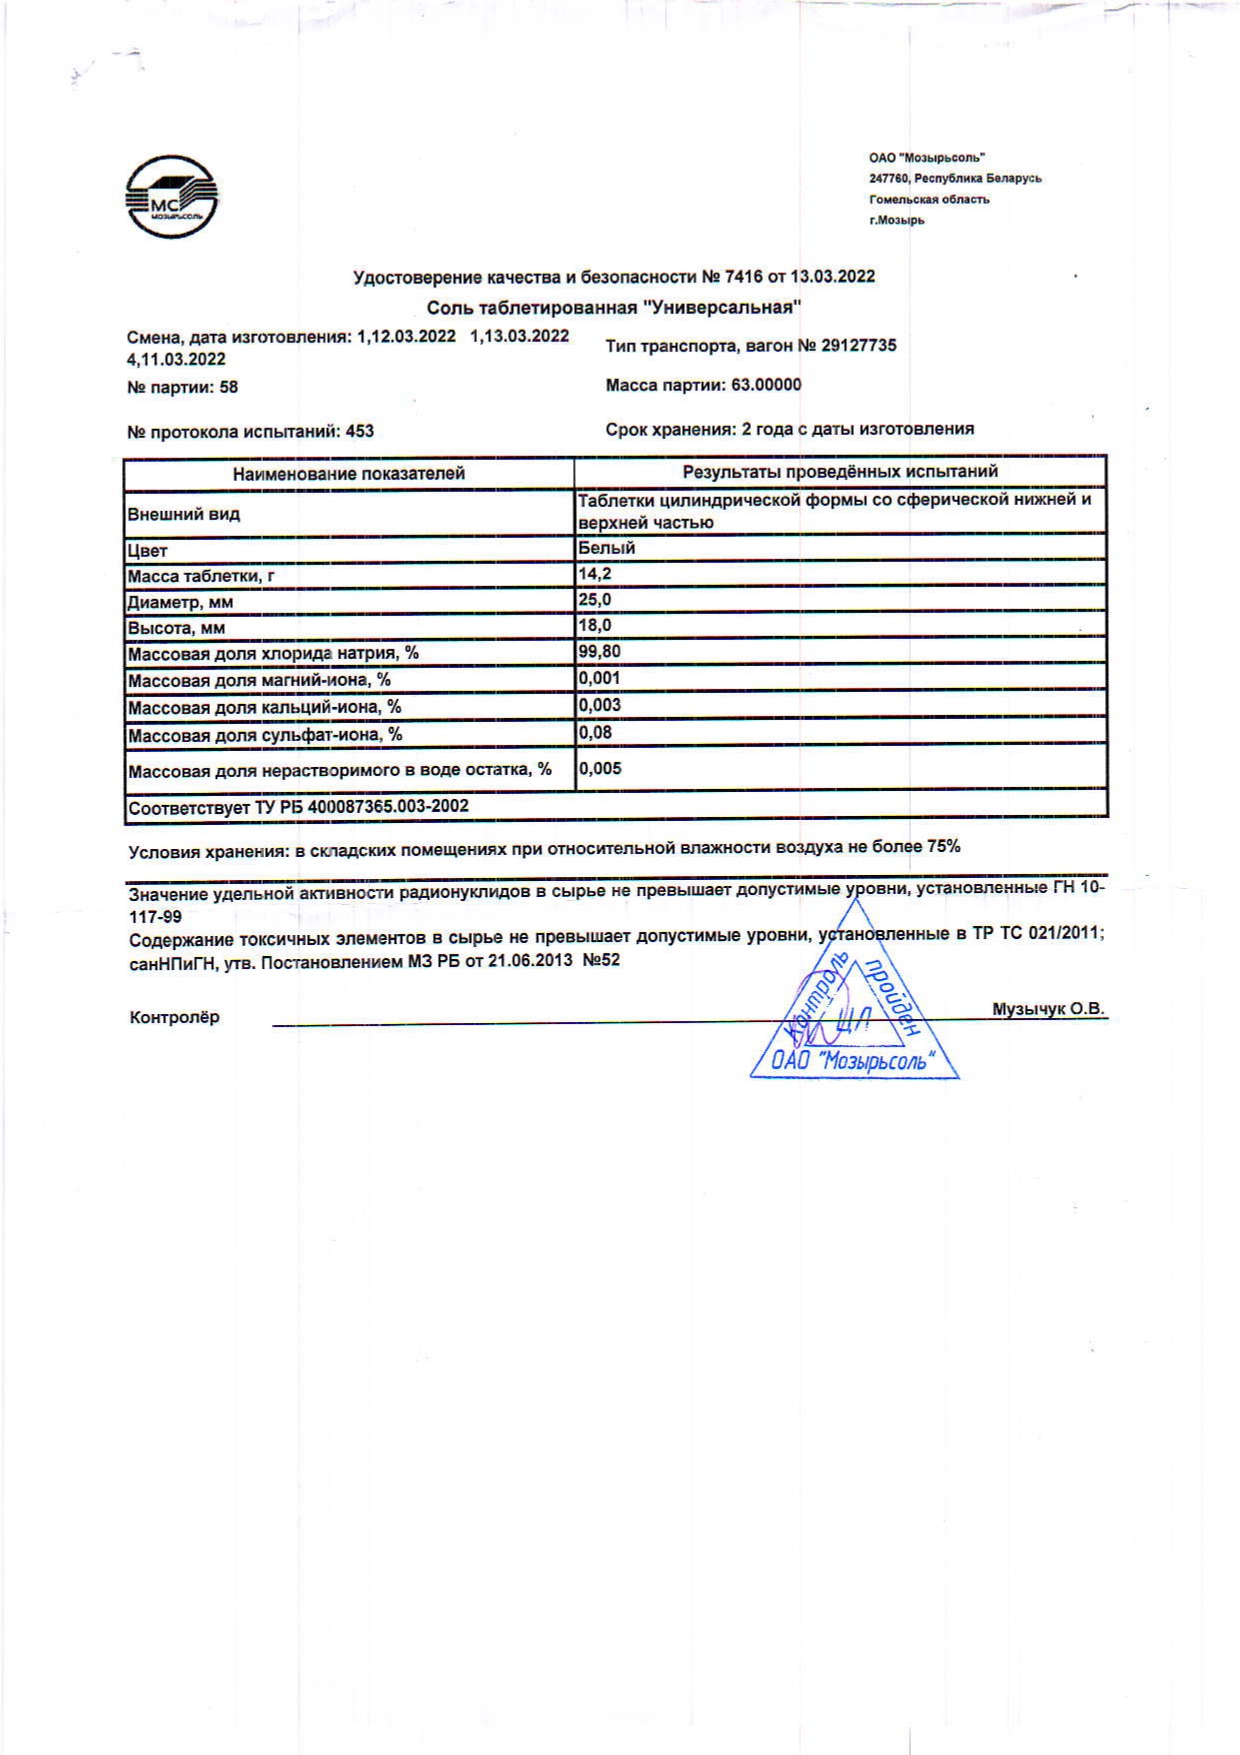 МС
МОЗЫРЬСОЛЬ
ОАО "Мозырьсоль"
247760, Республика Беларусь
Гомельская область
г.Мозырь
Удостоверение качества и безопасности № 7416 от 13.03.2022
Соль таблетированная "Универсальная"
Смена, дата изготовления: 1,12.03.2022 1,13.03.2022
4,11.03.2022
Тип транспорта, вагон № 29127735
№ партии: 58
Масса партии: 63.00000
№ протокола испытаний: 453
Срок хранения: 2 года с даты изготовления
Наименование показателей
Результаты проведённых испытаний
Внешний вид
Таблетки цилиндрической формы со сферической нижней и
верхней частью
Цвет
Белый
Масса таблетки, г
14,2
Диаметр, мм
25,0
Высота, мм
18,0
Массовая доля хлорида натрия, %
99,80
Массовая доля магний-иона, %
0,001
Массовая доля кальций-иона, %
0,003
Массовая доля сульфат-иона, %
0,08
Массовая доля нерастворимого в воде остатка, %
0,005
Соответствует ТУ РБ 400087365.003-2002
Условия хранения: в складских помещениях при относительной влажности воздуха не более 75%
Значение удельной активности радионуклидов в сырье не превышает допустимые уровни, установленные ГН 10-
117-99
Содержание токсичных элементов в сырье не превышает допустимые уровни, установленные в ТР ТС 021/2011;
санНПиГН, утв. Постановлением МЗ РБ от 21.06.2013 №52
Контролёр
Музычук О.В.
Контроль
пройден
ЦЛ
ОАО "Мозырьсоль"